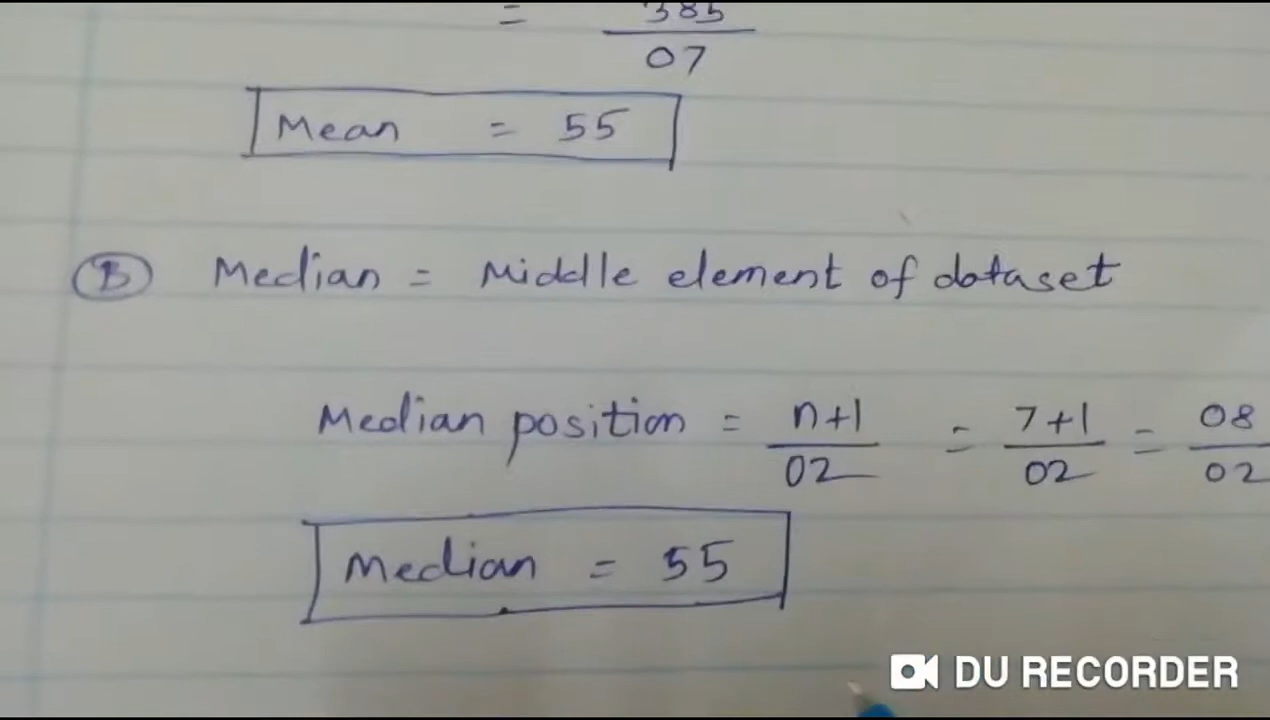 = 385
07
Mean = 55
B Median = Middle element of dataset
Median position = n+1 / 02 = 7+1 / 02 = 08 / 02
Median = 55
DU RECORDER